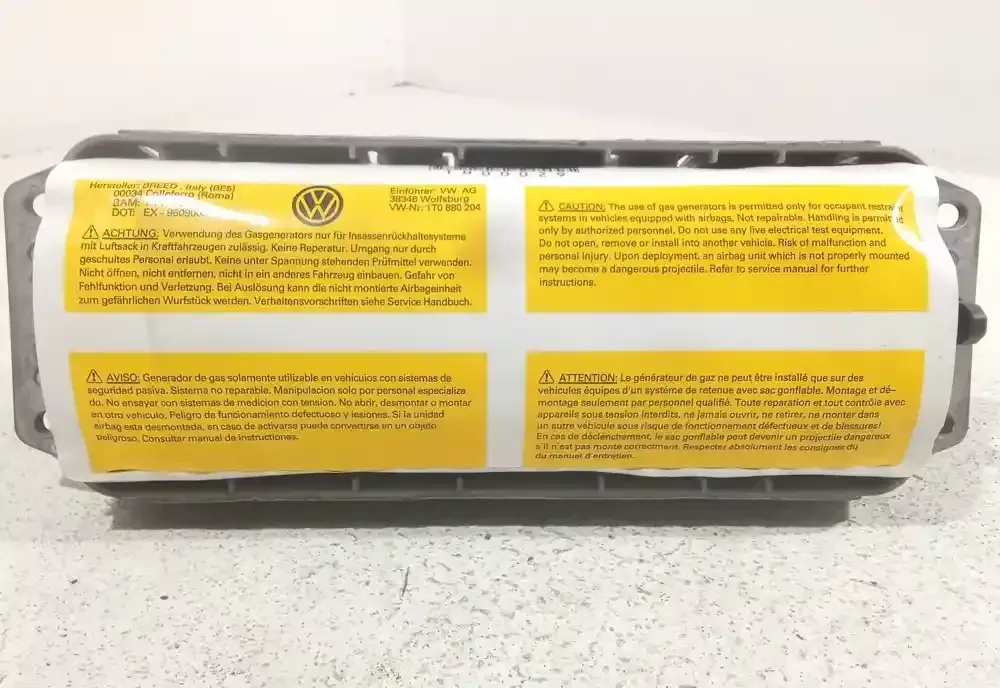 Hersteller: BREED, Italy (BES)
00034 Colleferro (Roma)
BAM:
DOT: EX - 960900
Einführer: VW AG
38346 Wolfsburg
VW-Nr: 1T0 880 204
ACHTUNG: Verwendung des Gasgenerators nur für Insassenrückhaltesysteme
mit Luftsack in Kraftfahrzeugen zulässig. Keine Reperatur. Umgang nur durch
geschultes Personal erlaubt. Keine unter Spannung stehenden Prüfmittel verwenden.
Nicht öffnen, nicht entfernen, nicht in ein anderes Fahrzeug einbauen. Gefahr von
Fehlfunktion und Verletzung. Bei Auslösung kann die nicht montierte Airbageinheit
zum gefährlichen Wurfstück werden. Verhaltensvorschriften siehe Service Handbuch.
CAUTION: The use of gas generators is permitted only for occupant restraint
systems in vehicles equipped with airbags. Not repairable. Handling is permitted
only by authorized personnel. Do not use any live electrical test equipment.
Do not open, remove or install into another vehicle. Risk of malfunction and
personal injury. Upon deployment, an airbag unit which is not properly mounted
may become a dangerous projectile. Refer to service manual for further
instructions.
AVISO: Generador de gas solamente utilizable en vehiculos con sistemas de
seguridad pasiva. Sistema no reparable. Manipulacion solo por personal especializa
do. No ensayar con sistemas de medicion con tension. No abrir, desmontar o montar
en otro vehiculo. Peligro de funcionamiento defectuoso y lesiones. Si la unidad
airbag esta desmontada, en caso de activarse puede convertirse en un objeto
peligroso. Consultar manual de instrucciones.
ATTENTION: Le générateur de gaz ne peut être installé que sur des
véhicules équipes d'un système de retenue avec sac gonflable. Montage et dé-
montage seulement par personnel qualifié. Toute réparation et tout contrôle avec
appareils sous tension interdits, ne jamais ouvrir, ne retirer, ne monter dans
un autre véhicule sous risque de fonctionnement défectueux et de blessures!
En cas de déclenchement, le sac gonflable peut devenir un projectile dangereux
s'il n'est pas monte correctement. Respecter absolument les consignes du
du manuel d'entretien.